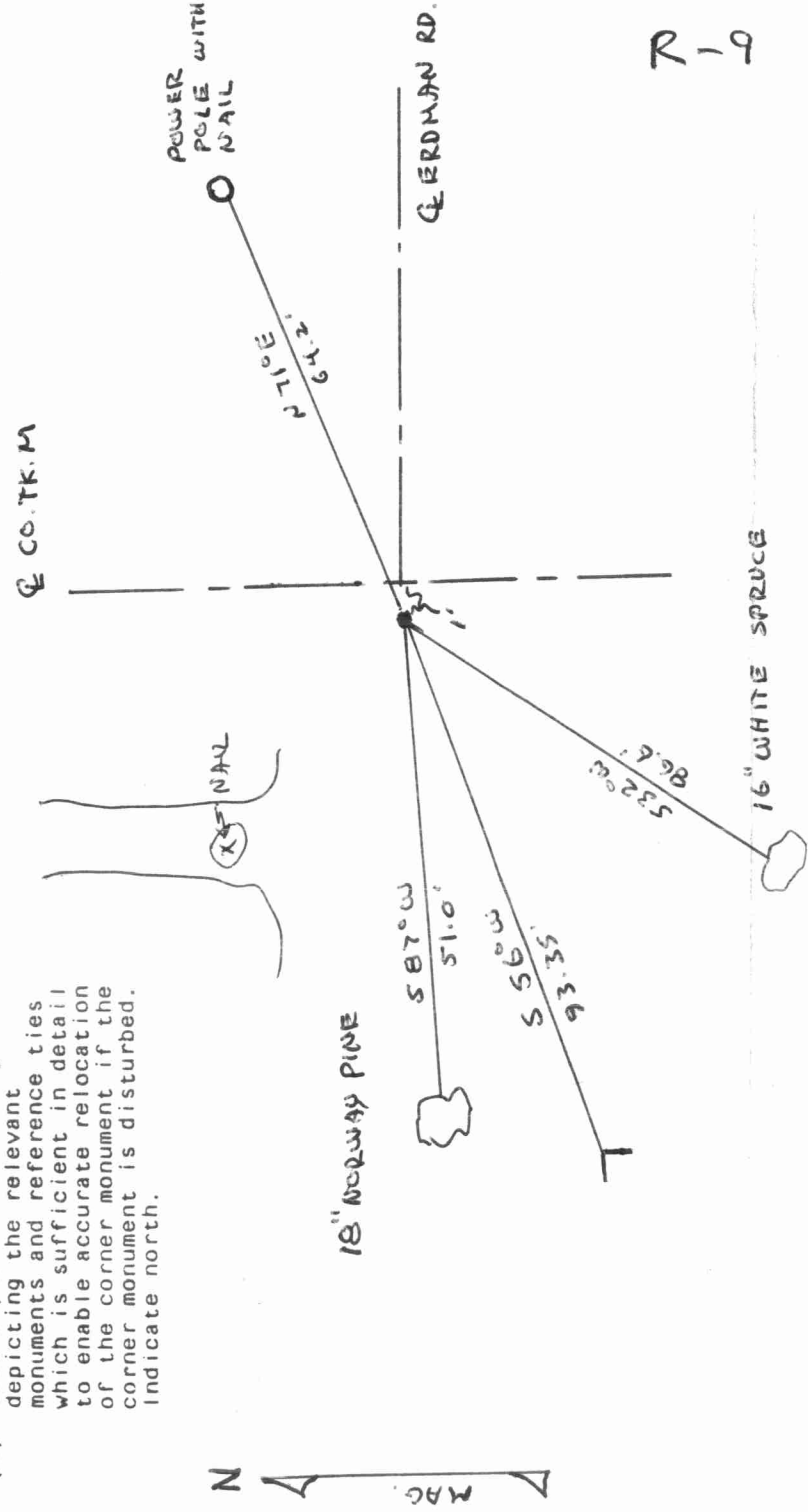 depicting the relevant
monuments and reference ties
which is sufficient in detail
to enable accurate relocation
of the corner monument if the
corner monument is disturbed.
Indicate north.
℄ CO. TK. M
POWER
POLE WITH
NAIL
N 71° E
64.2'
℄ ERDMAN RD.
NAIL
X
1'
18" NORWAY PINE
S 87° W
51.0'
S 56° W
93.35'
S 32° W
86.6'
16" WHITE SPRUCE
N
MAG.
R-9